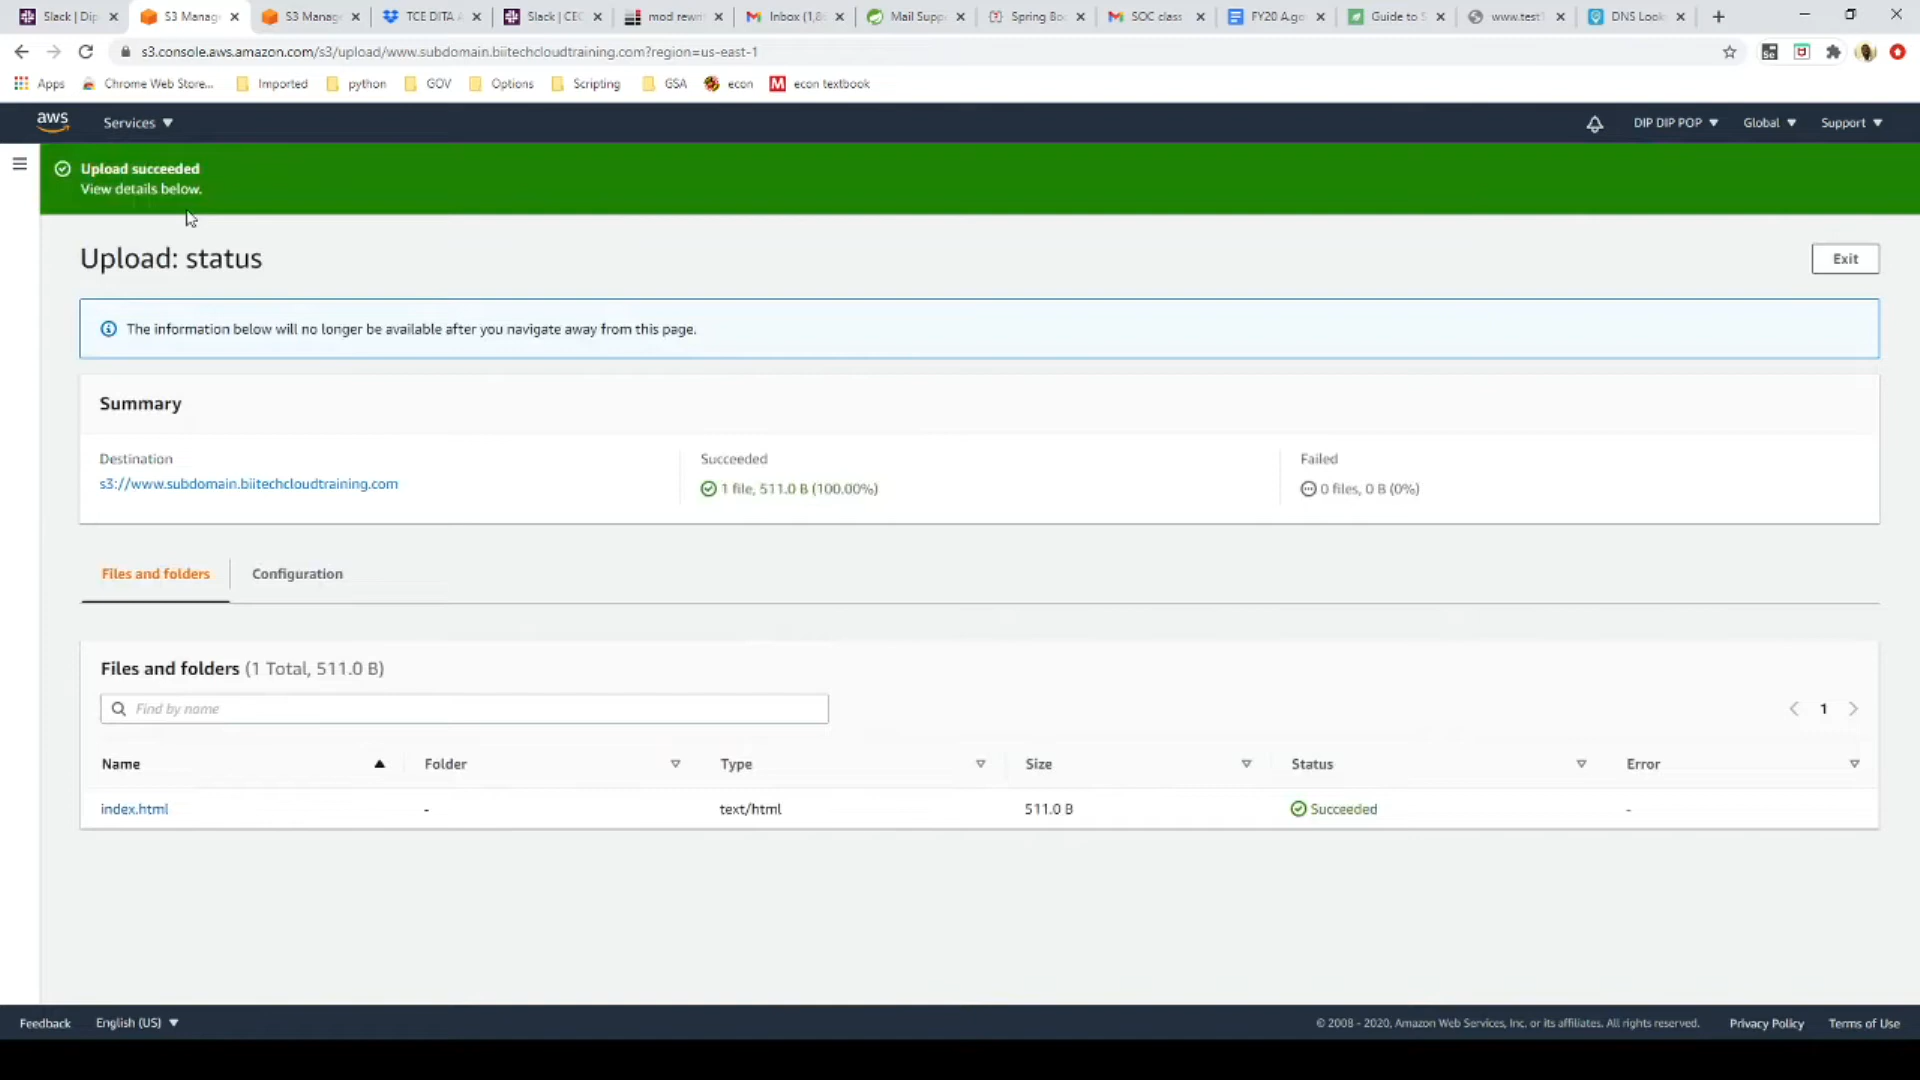 Slack | Dip
S3 Manag
S3 Manag
TCE DITA A
Slack | CEC
mod rewri
Inbox (1,8
Mail Supp
Spring Bo
SOC class
FY20 A.go
Guide to S
www.test
DNS Look
s3.console.aws.amazon.com/s3/upload/www.subdomain.biitechcloudtraining.com?region=us-east-1
Apps Chrome Web Store... Imported python GOV Options Scripting GSA econ M econ textbook
aws Services DIP DIP POP Global Support
Upload succeeded
View details below.
Upload: status
Exit
The information below will no longer be available after you navigate away from this page.
Summary
Destination Succeeded Failed
s3://www.subdomain.biitechcloudtraining.com 1 file, 511.0 B (100.00%) 0 files, 0 B (0%)
Files and folders Configuration
Files and folders (1 Total, 511.0 B)
Find by name
1
Name Folder Type Size Status Error
index.html - text/html 511.0 B Succeeded -
Feedback English (US) © 2008 - 2020, Amazon Web Services, Inc. or its affiliates. All rights reserved. Privacy Policy Terms of Use